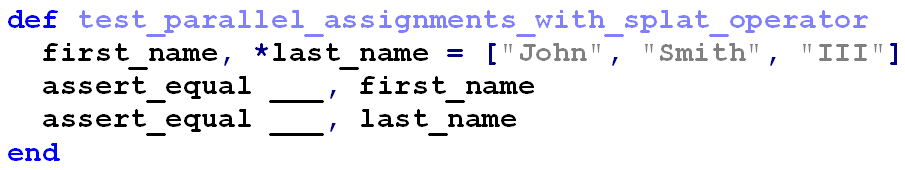 def test_parallel_assignments_with_splat_operator
  first_name, *last_name = ["John", "Smith", "III"]
  assert_equal ___, first_name
  assert_equal ___, last_name
end